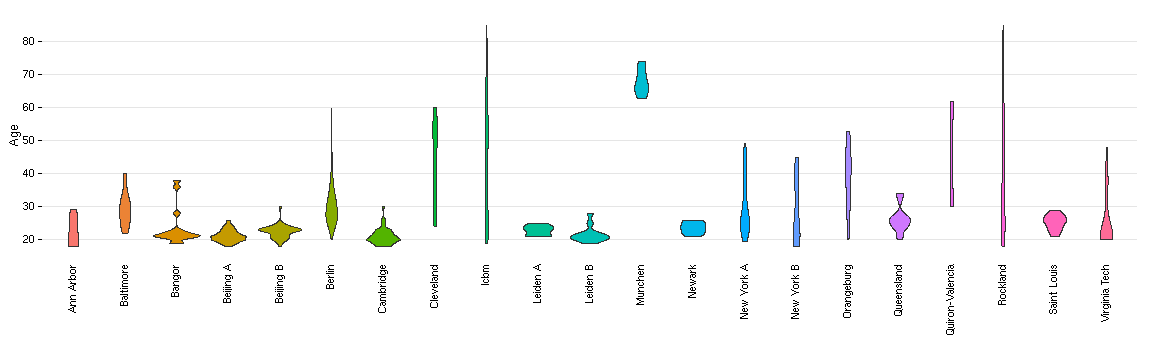 80
70
60
50
40
30
20
Age
Ann Arbor
Baltimore
Bangor
Beijing A
Beijing B
Berlin
Cambridge
Cleveland
Icbm
Leiden A
Leiden B
Munchen
Newark
New York A
New York B
Orangeburg
Queensland
Quiron-Valencia
Rockland
Saint Louis
Virginia Tech